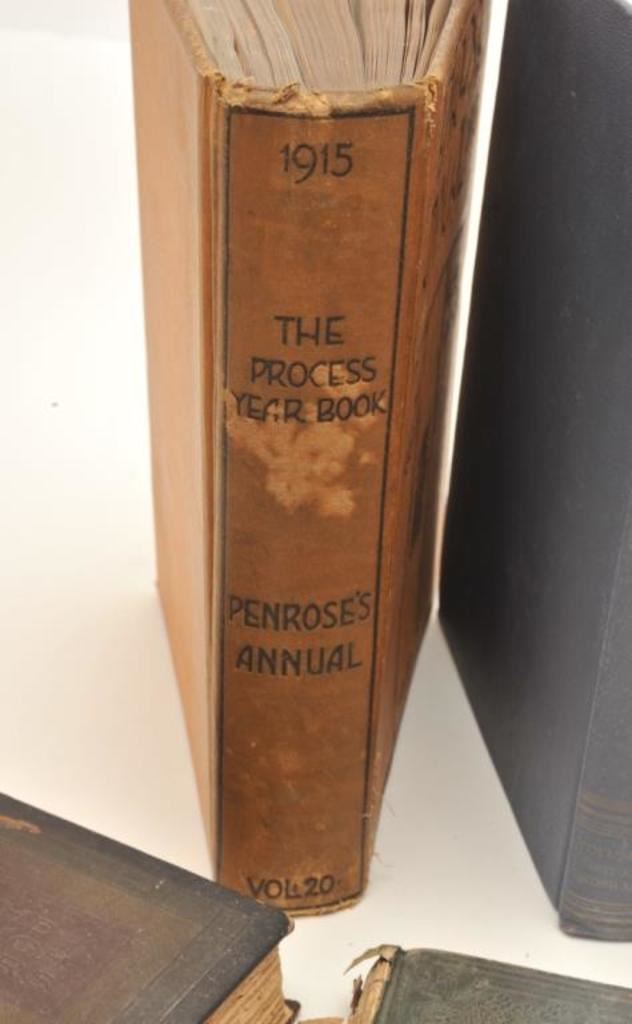 1915
THE
PROCESS
YEAR BOOK
PENROSE'S
ANNUAL
VOL. 20.